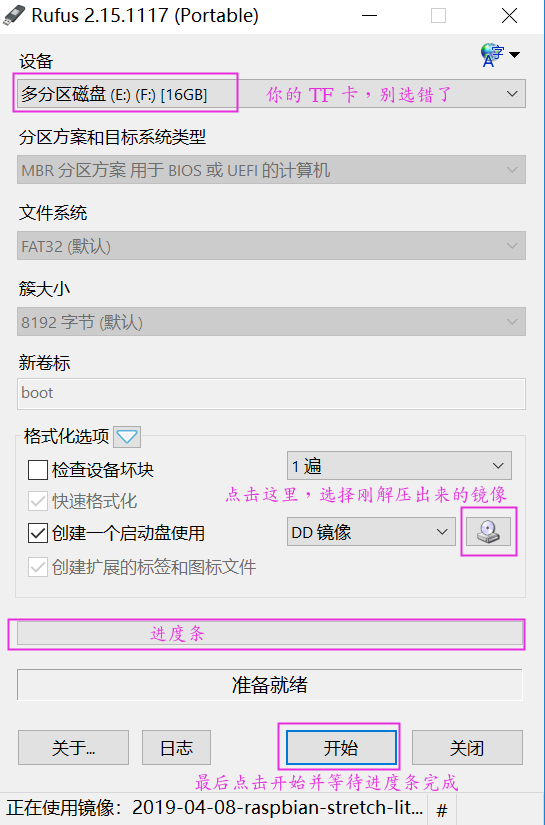 Rufus 2.15.1117 (Portable)
设备
多分区磁盘 (E:) (F:) [16GB]
你的 TF 卡，别选错了
分区方案和目标系统类型
MBR 分区方案 用于 BIOS 或 UEFI 的计算机
文件系统
FAT32 (默认)
簇大小
8192 字节 (默认)
新卷标
boot
格式化选项
检查设备坏块
1 遍
快速格式化
点击这里，选择刚解压出来的镜像
创建一个启动盘使用
DD 镜像
创建扩展的标签和图标文件
进度条
准备就绪
关于...
日志
开始
关闭
最后点击开始并等待进度条完成
正在使用镜像：2019-04-08-raspbian-stretch-lit...
#